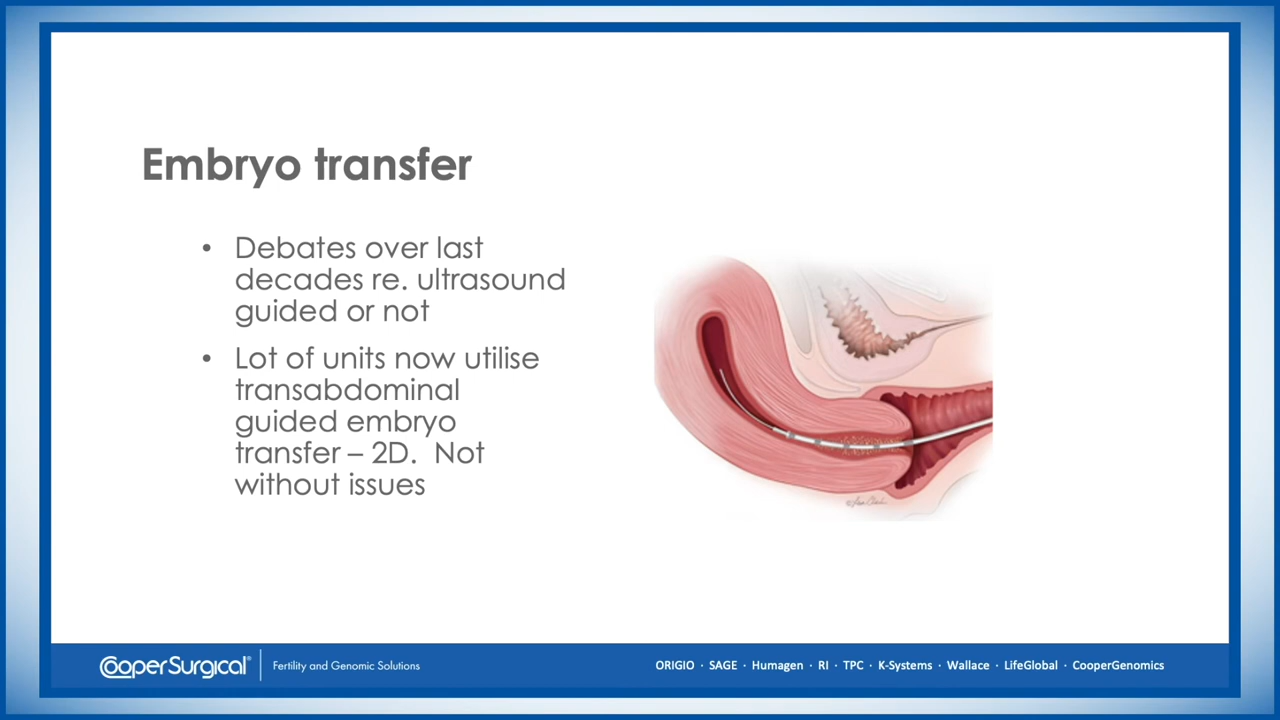 Embryo transfer
• Debates over last
decades re. ultrasound
guided or not
• Lot of units now utilise
transabdominal
guided embryo
transfer – 2D.  Not
without issues
CooperSurgical®
Fertility and Genomic Solutions
ORIGIO · SAGE · Humagen · RI · TPC · K-Systems · Wallace · LifeGlobal · CooperGenomics